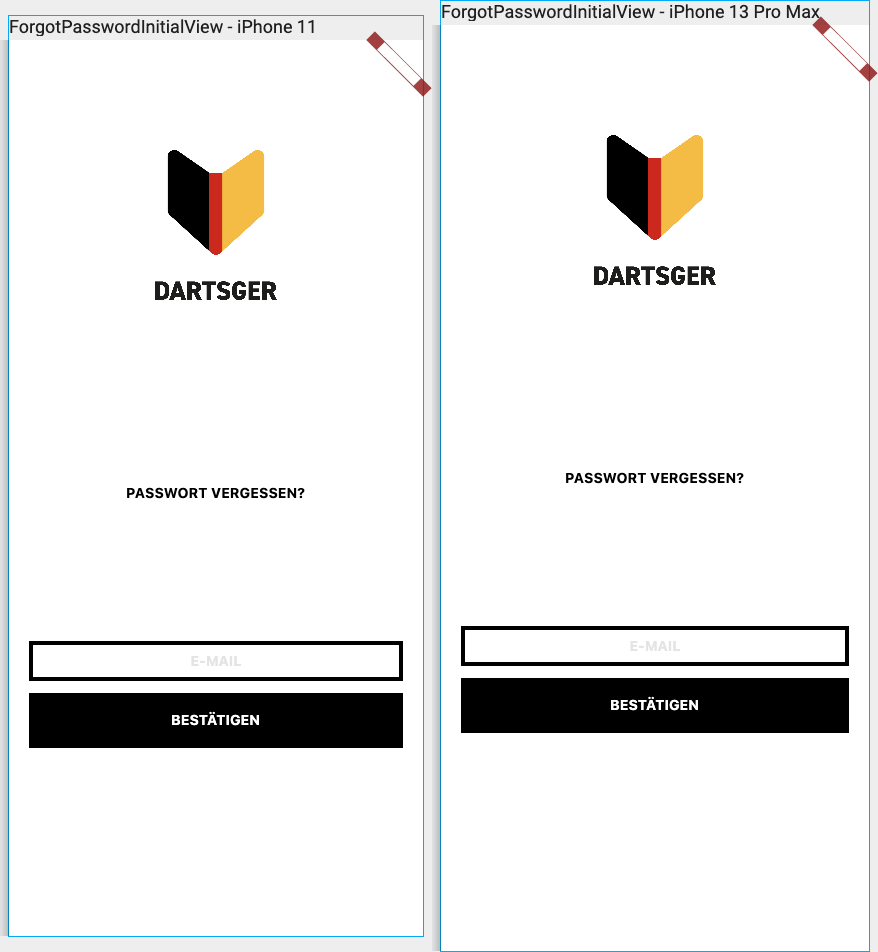 ForgotPasswordInitialView - iPhone 11
DARTSGER
PASSWORT VERGESSEN?
E-MAIL
BESTÄTIGEN
ForgotPasswordInitialView - iPhone 13 Pro Max
DARTSGER
PASSWORT VERGESSEN?
E-MAIL
BESTÄTIGEN